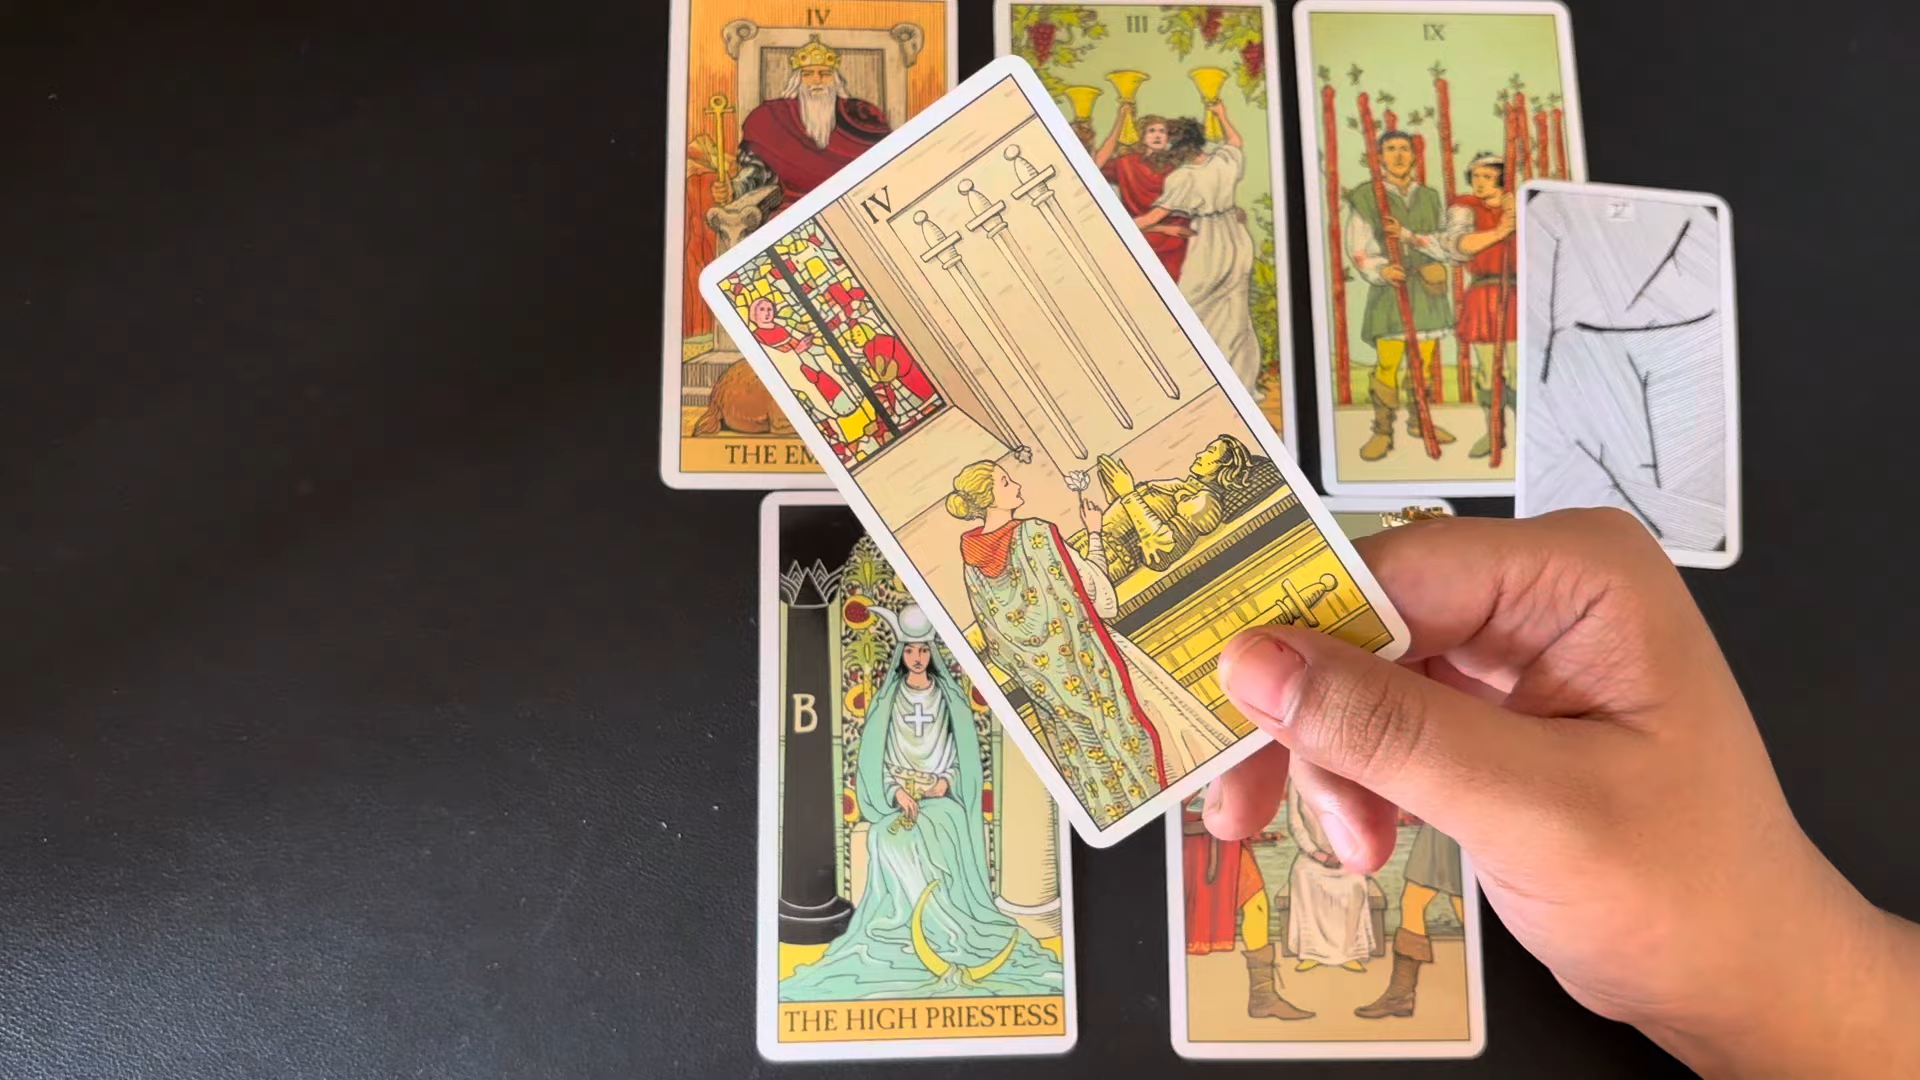 IV
III
IX
IV
THE EM
B
THE HIGH PRIESTESS